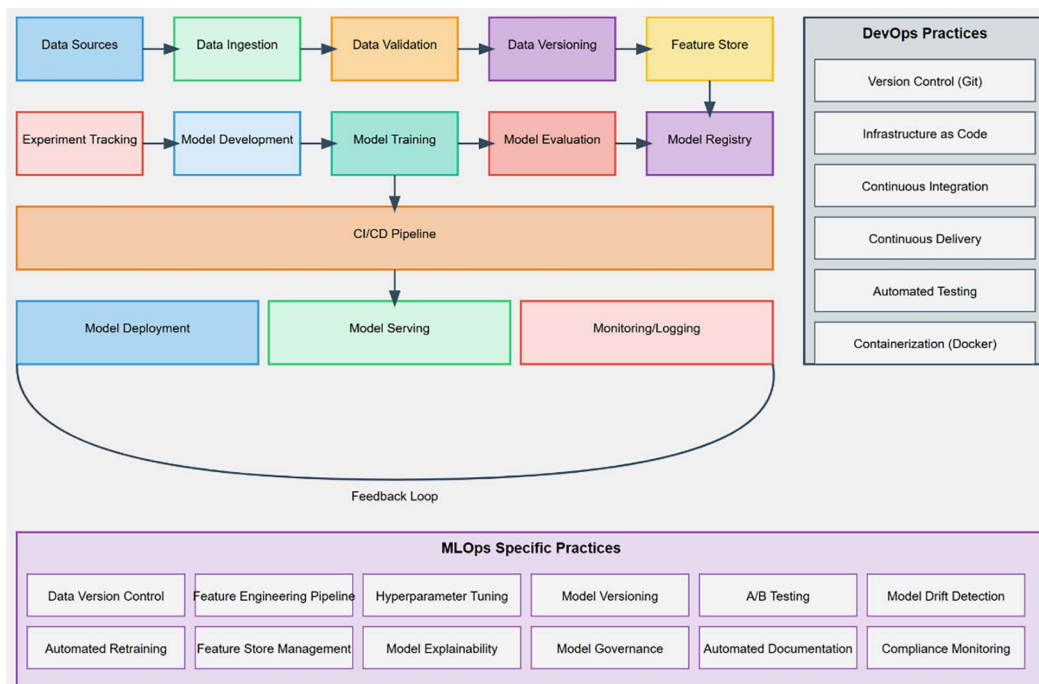 Data Sources
Data Ingestion
Data Validation
Data Versioning
Feature Store
Experiment Tracking
Model Development
Model Training
Model Evaluation
Model Registry
CI/CD Pipeline
Model Deployment
Model Serving
Monitoring/Logging
Feedback Loop
DevOps Practices
Version Control (Git)
Infrastructure as Code
Continuous Integration
Continuous Delivery
Automated Testing
Containerization (Docker)
MLOps Specific Practices
Data Version Control
Feature Engineering Pipeline
Hyperparameter Tuning
Model Versioning
A/B Testing
Model Drift Detection
Automated Retraining
Feature Store Management
Model Explainability
Model Governance
Automated Documentation
Compliance Monitoring